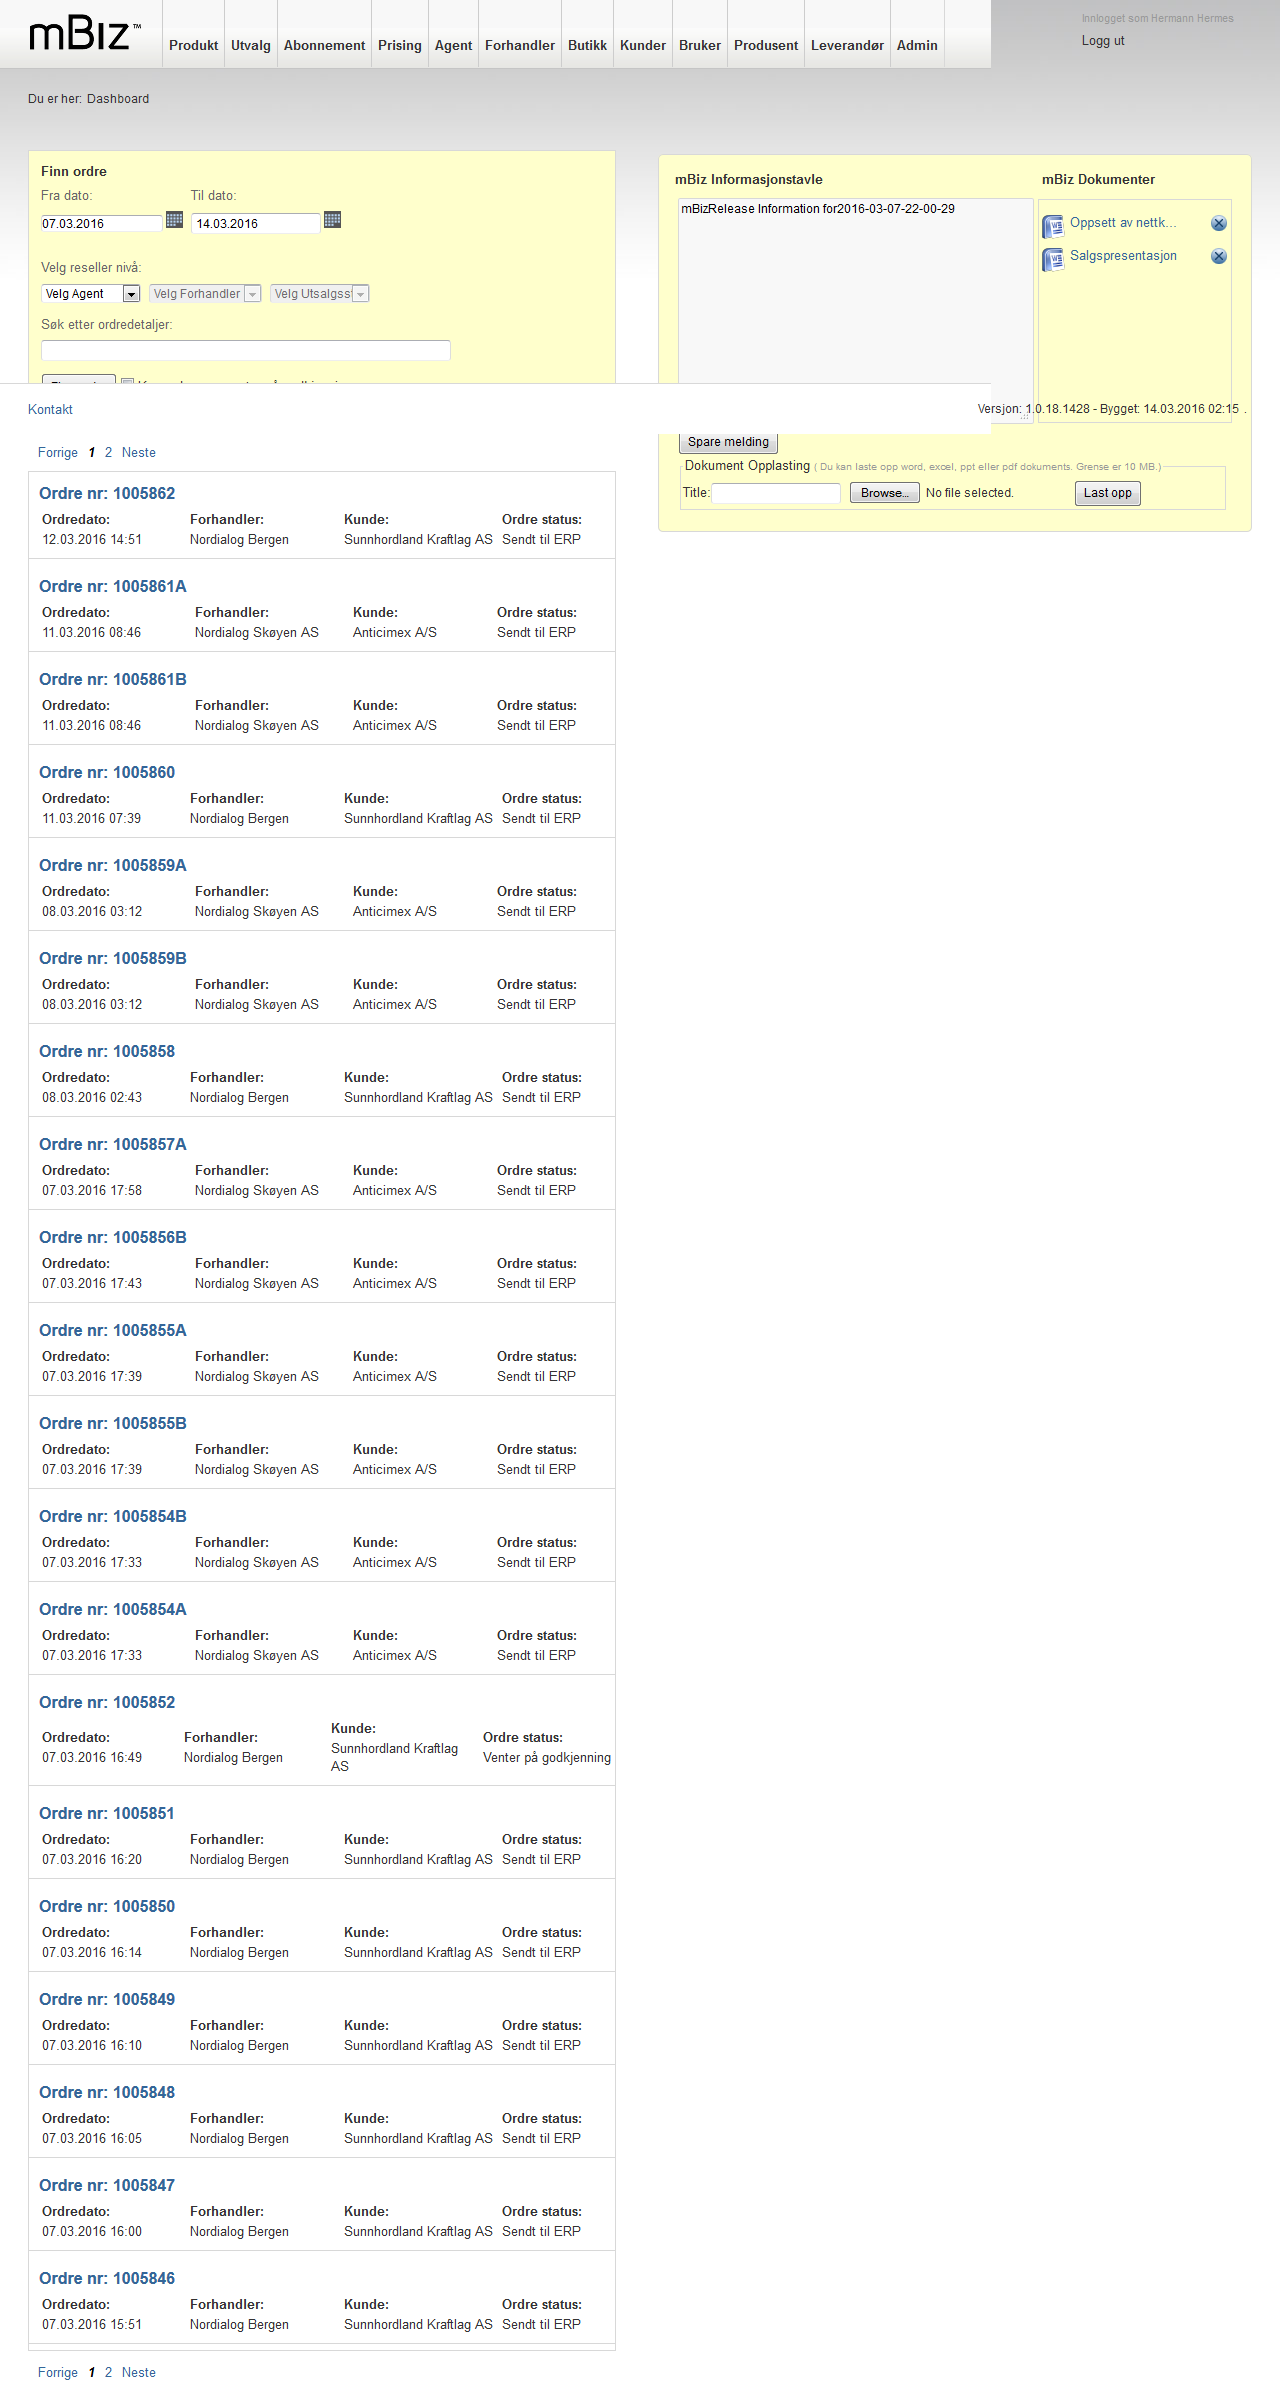 mBiz™
Produkt Utvalg Abonnement Prising Agent Forhandler Butikk Kunder Bruker Produsent Leverandør Admin
Innlogget som Hermann Hermes
Logg ut
Du er her: Dashboard
Finn ordre
Fra dato: Til dato:
07.03.2016 14.03.2016
Velg reseller nivå:
Velg Agent Velg Forhandler Velg Utsalgsst
Søk etter ordredetaljer:
mBiz Informasjonstavle
mBizRelease Information for2016-03-07-22-00-29
mBiz Dokumenter
Oppsett av nettk...
Salgspresentasjon
Kontakt
Versjon: 1.0.18.1428 - Bygget: 14.03.2016 02:15 .
Spare melding
Dokument Opplasting ( Du kan laste opp word, excel, ppt eller pdf dokuments. Grense er 10 MB.)
Title: Browse... No file selected. Last opp
Forrige 1 2 Neste
Ordre nr: 1005862
Ordredato: Forhandler: Kunde: Ordre status:
12.03.2016 14:51 Nordialog Bergen Sunnhordland Kraftlag AS Sendt til ERP
Ordre nr: 1005861A
Ordredato: Forhandler: Kunde: Ordre status:
11.03.2016 08:46 Nordialog Skøyen AS Anticimex A/S Sendt til ERP
Ordre nr: 1005861B
Ordredato: Forhandler: Kunde: Ordre status:
11.03.2016 08:46 Nordialog Skøyen AS Anticimex A/S Sendt til ERP
Ordre nr: 1005860
Ordredato: Forhandler: Kunde: Ordre status:
11.03.2016 07:39 Nordialog Bergen Sunnhordland Kraftlag AS Sendt til ERP
Ordre nr: 1005859A
Ordredato: Forhandler: Kunde: Ordre status:
08.03.2016 03:12 Nordialog Skøyen AS Anticimex A/S Sendt til ERP
Ordre nr: 1005859B
Ordredato: Forhandler: Kunde: Ordre status:
08.03.2016 03:12 Nordialog Skøyen AS Anticimex A/S Sendt til ERP
Ordre nr: 1005858
Ordredato: Forhandler: Kunde: Ordre status:
08.03.2016 02:43 Nordialog Bergen Sunnhordland Kraftlag AS Sendt til ERP
Ordre nr: 1005857A
Ordredato: Forhandler: Kunde: Ordre status:
07.03.2016 17:58 Nordialog Skøyen AS Anticimex A/S Sendt til ERP
Ordre nr: 1005856B
Ordredato: Forhandler: Kunde: Ordre status:
07.03.2016 17:43 Nordialog Skøyen AS Anticimex A/S Sendt til ERP
Ordre nr: 1005855A
Ordredato: Forhandler: Kunde: Ordre status:
07.03.2016 17:39 Nordialog Skøyen AS Anticimex A/S Sendt til ERP
Ordre nr: 1005855B
Ordredato: Forhandler: Kunde: Ordre status:
07.03.2016 17:39 Nordialog Skøyen AS Anticimex A/S Sendt til ERP
Ordre nr: 1005854B
Ordredato: Forhandler: Kunde: Ordre status:
07.03.2016 17:33 Nordialog Skøyen AS Anticimex A/S Sendt til ERP
Ordre nr: 1005854A
Ordredato: Forhandler: Kunde: Ordre status:
07.03.2016 17:33 Nordialog Skøyen AS Anticimex A/S Sendt til ERP
Ordre nr: 1005852
Ordredato: Forhandler: Kunde: Ordre status:
07.03.2016 16:49 Nordialog Bergen Sunnhordland Kraftlag AS Venter på godkjenning
Ordre nr: 1005851
Ordredato: Forhandler: Kunde: Ordre status:
07.03.2016 16:20 Nordialog Bergen Sunnhordland Kraftlag AS Sendt til ERP
Ordre nr: 1005850
Ordredato: Forhandler: Kunde: Ordre status:
07.03.2016 16:14 Nordialog Bergen Sunnhordland Kraftlag AS Sendt til ERP
Ordre nr: 1005849
Ordredato: Forhandler: Kunde: Ordre status:
07.03.2016 16:10 Nordialog Bergen Sunnhordland Kraftlag AS Sendt til ERP
Ordre nr: 1005848
Ordredato: Forhandler: Kunde: Ordre status:
07.03.2016 16:05 Nordialog Bergen Sunnhordland Kraftlag AS Sendt til ERP
Ordre nr: 1005847
Ordredato: Forhandler: Kunde: Ordre status:
07.03.2016 16:00 Nordialog Bergen Sunnhordland Kraftlag AS Sendt til ERP
Ordre nr: 1005846
Ordredato: Forhandler: Kunde: Ordre status:
07.03.2016 15:51 Nordialog Bergen Sunnhordland Kraftlag AS Sendt til ERP
Forrige 1 2 Neste